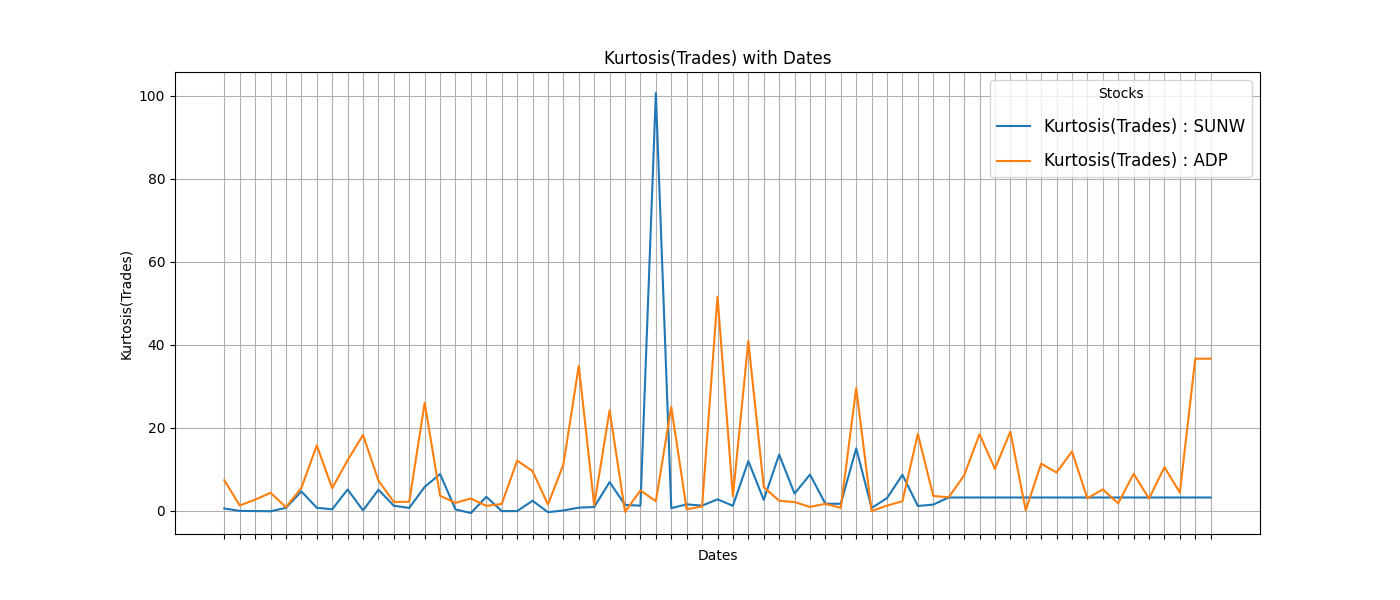 Kurtosis(Trades) with Dates
Stocks
Kurtosis(Trades) : SUNW
Kurtosis(Trades) : ADP
100
80
60
40
20
0
Kurtosis(Trades)
Dates